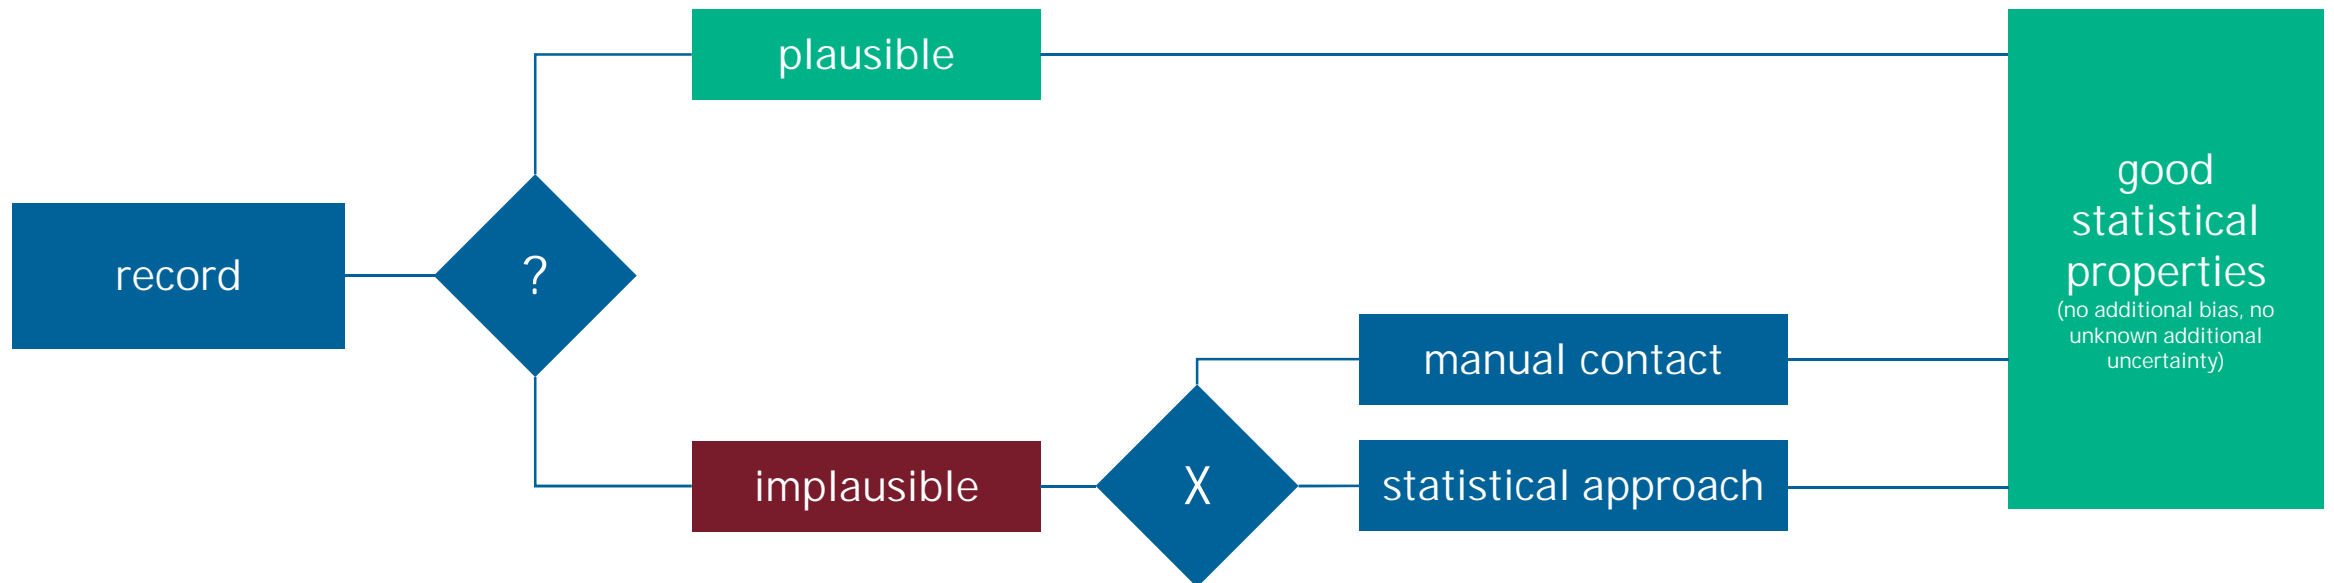 plausible
record
?
implausible
X
manual contact
statistical approach
good
statistical
properties
(no additional bias, no
unknown additional
uncertainty)